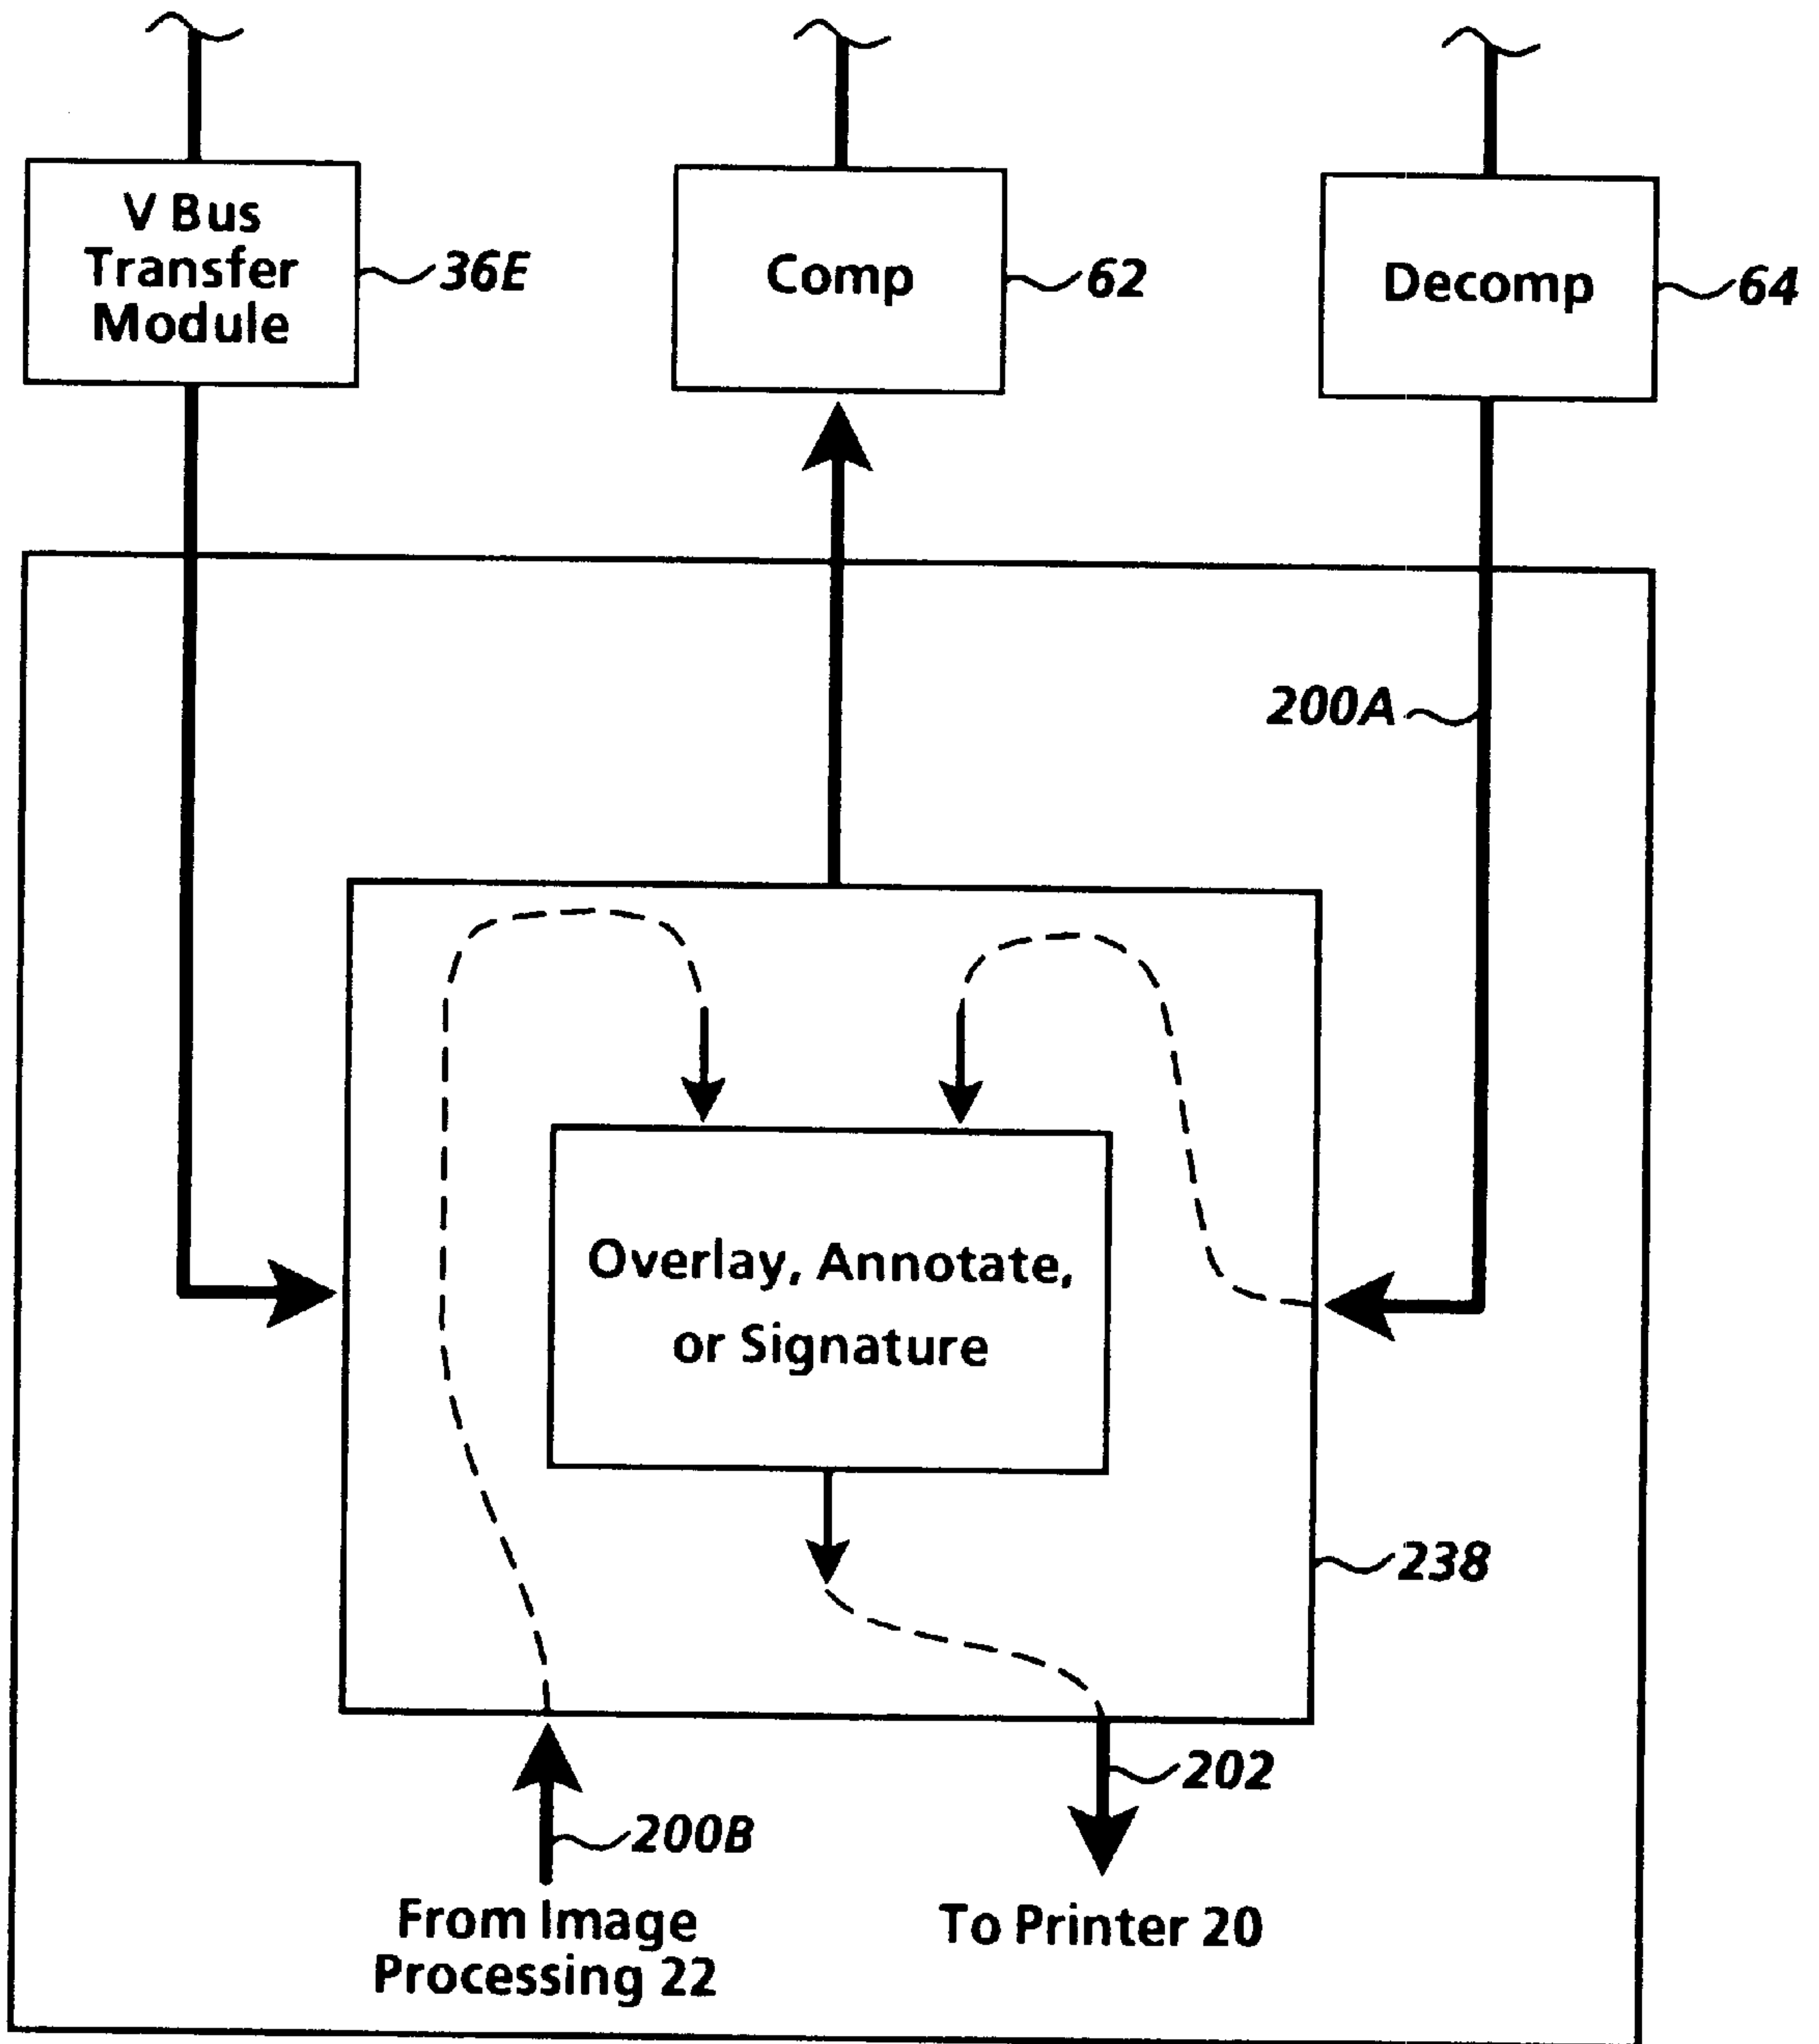 V Bus
Transfer
Module
36E
Comp
62
Decomp
64
200A
Overlay, Annotate,
or Signature
238
202
200B
From Image
Processing 22
To Printer 20